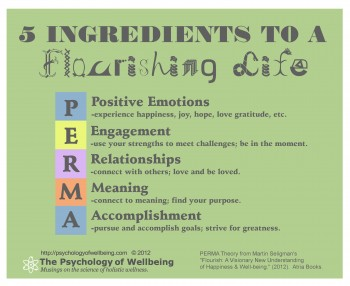 5 INGREDIENTS TO A
Flourishing Life
P
Positive Emotions
-experience happiness, joy, hope, love gratitude, etc.
E
Engagement
-use your strengths to meet challenges; be in the moment.
R
Relationships
-connect with others; love and be loved.
M
Meaning
-connect to meaning; find your purpose.
A
Accomplishment
-pursue and accomplish goals; strive for greatness.
http://psychologyofwellbeing.com © 2012
The Psychology of Wellbeing
Musings on the science of holistic wellness.
PERMA Theory from Martin Seligman's
"Flourish: A Visionary New Understanding
of Happiness & Well-being," (2012). Atria Books